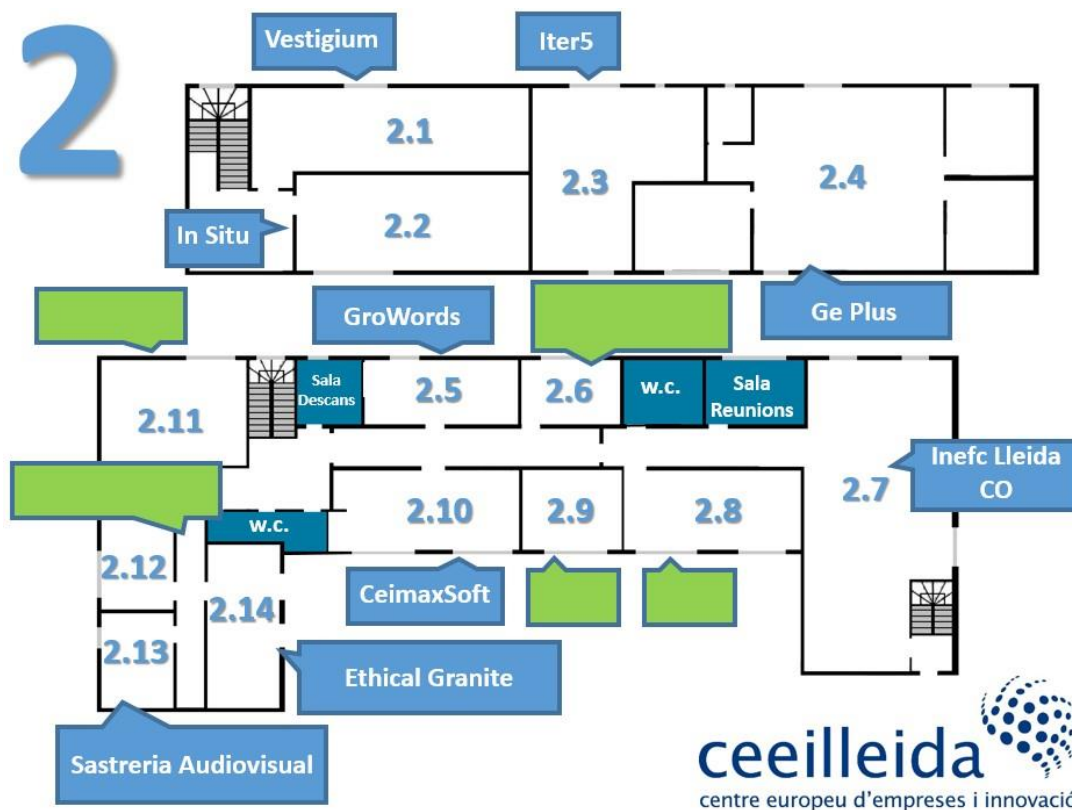 2
Vestigium
Iter5
2.1
2.3
2.4
2.2
In Situ
GroWords
Ge Plus
Sala
Descans
2.5
2.6
w.c.
Sala
Reunions
2.11
Inefc Lleida
CO
2.7
2.10
2.9
2.8
w.c.
2.12
2.14
CeimaxSoft
2.13
Ethical Granite
Sastreria Audiovisual
ceeilleida
centre europeu d'empreses i innovació